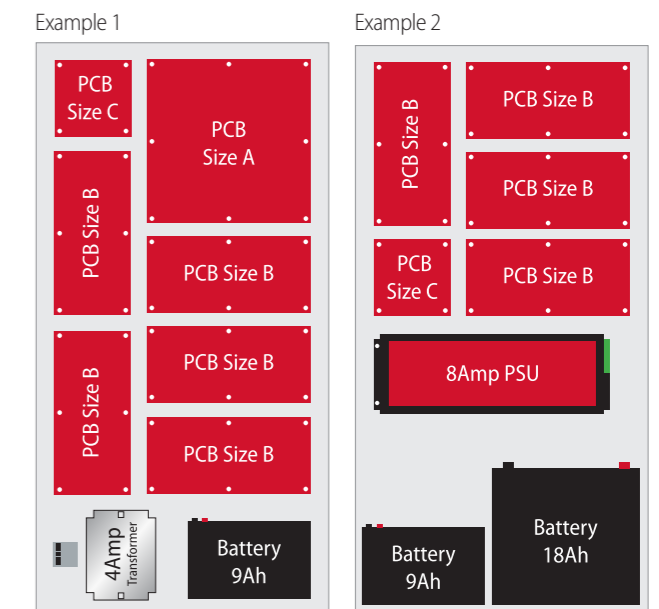 Example 1
PCB
Size C
PCB
Size A
PCB Size B
PCB Size B
PCB Size B
PCB Size B
PCB Size B
4Amp
Transformer
Battery
9Ah
Example 2
PCB Size B
PCB Size B
PCB Size B
PCB
Size C
PCB Size B
8Amp PSU
Battery
9Ah
Battery
18Ah